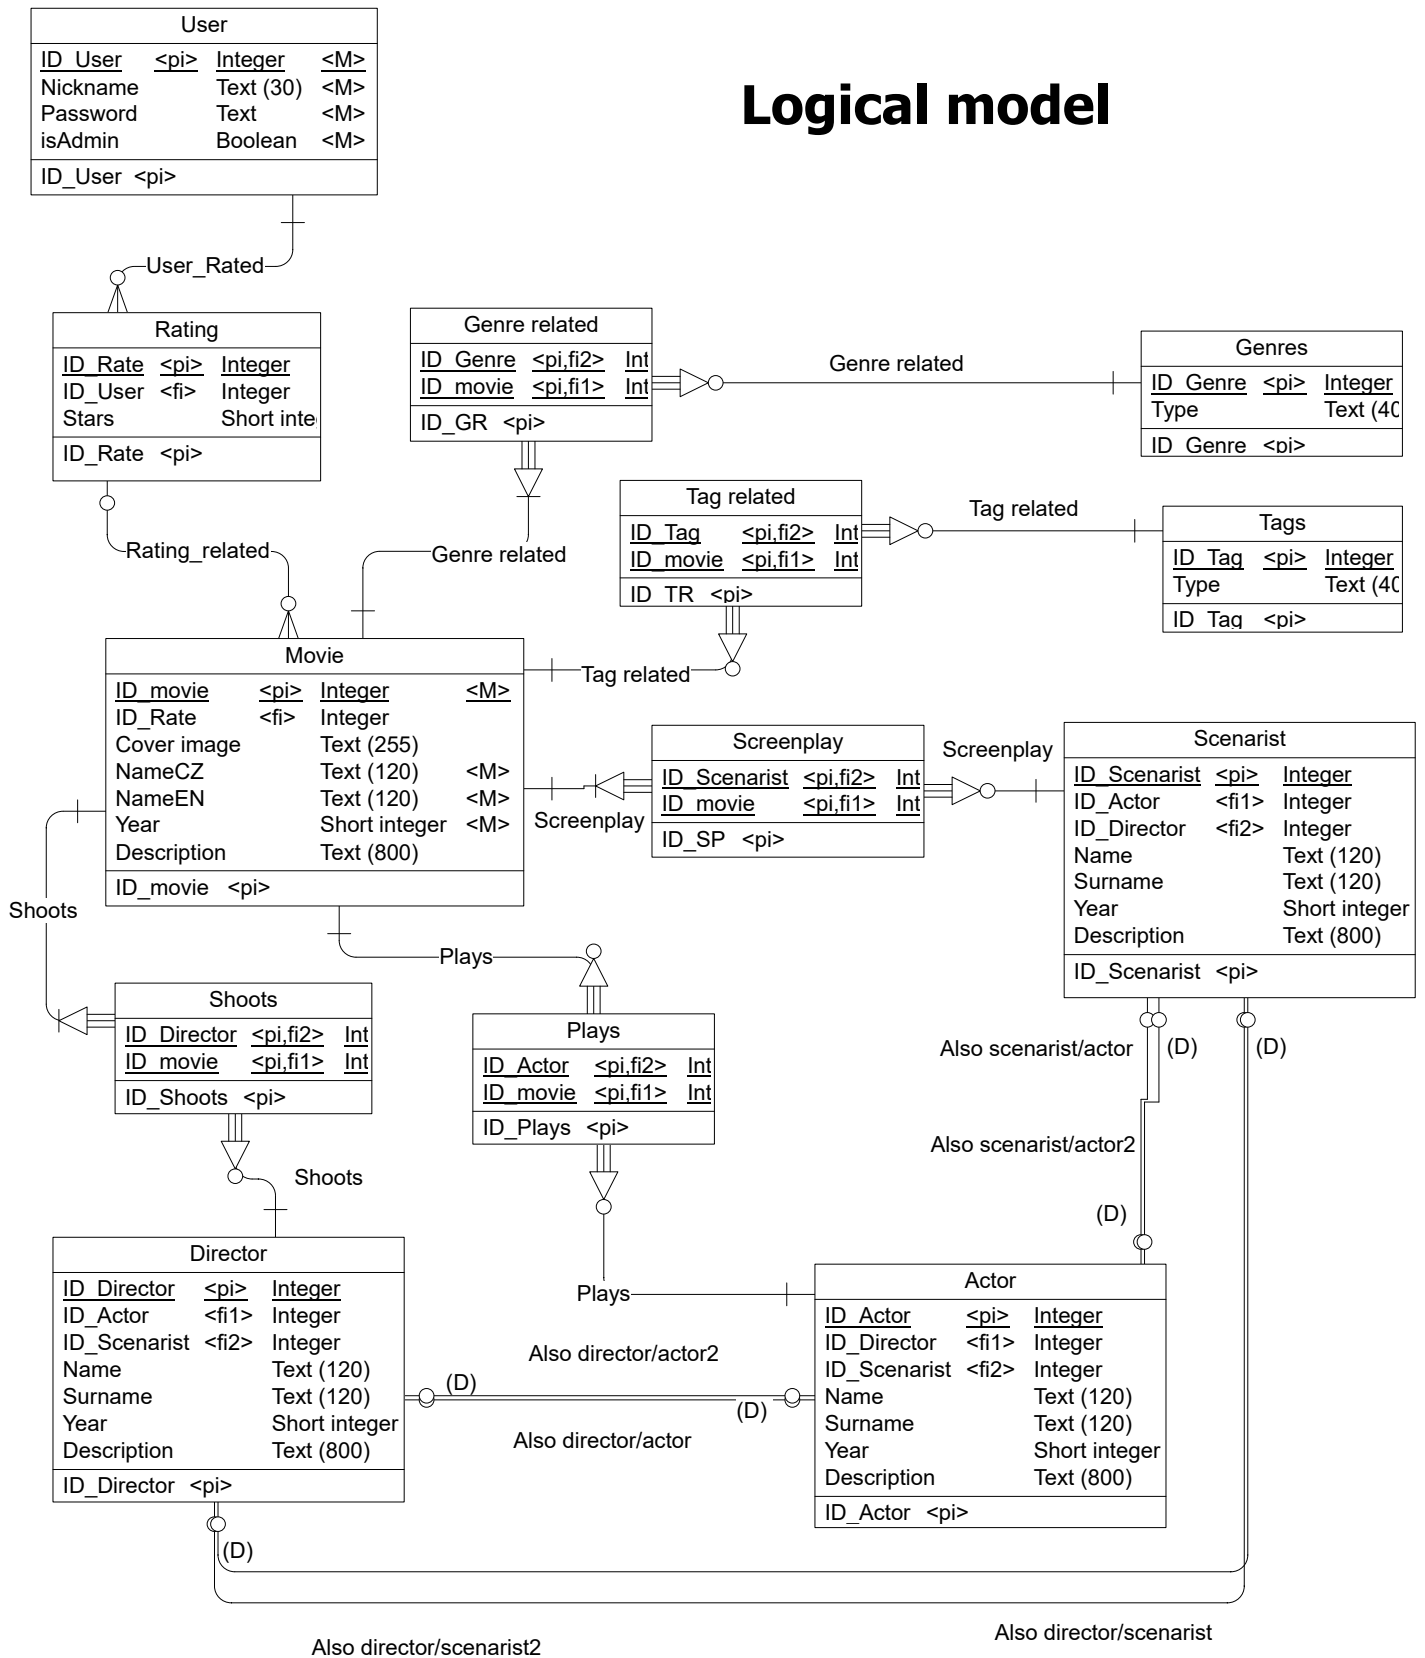 Logical model
User
ID_User <pi> Integer <M>
Nickname Text (30) <M>
Password Text <M>
isAdmin Boolean <M>
ID_User <pi>
User_Rated
Rating
ID_Rate <pi> Integer
ID_User <fi> Integer
Stars Short inte
ID_Rate <pi>
Rating_related
Genre related
ID_Genre <pi,fi2> Int
ID_movie <pi,fi1> Int
ID_GR <pi>
Genre related
Genre related
Genres
ID_Genre <pi> Integer
Type Text (40
ID_Genre <pi>
Tag related
ID_Tag <pi,fi2> Int
ID_movie <pi,fi1> Int
ID_TR <pi>
Tag related
Tag related
Tags
ID_Tag <pi> Integer
Type Text (40
ID_Tag <pi>
Movie
ID_movie <pi> Integer <M>
ID_Rate <fi> Integer
Cover image Text (255)
NameCZ Text (120) <M>
NameEN Text (120) <M>
Year Short integer <M>
Description Text (800)
ID_movie <pi>
Screenplay
Screenplay
ID_Scenarist <pi,fi2> Int
ID_movie <pi,fi1> Int
ID_SP <pi>
Screenplay
Scenarist
ID_Scenarist <pi> Integer
ID_Actor <fi1> Integer
ID_Director <fi2> Integer
Name Text (120)
Surname Text (120)
Year Short integer
Description Text (800)
ID_Scenarist <pi>
Shoots
Shoots
ID_Director <pi,fi2> Int
ID_movie <pi,fi1> Int
ID_Shoots <pi>
Shoots
Plays
Plays
ID_Actor <pi,fi2> Int
ID_movie <pi,fi1> Int
ID_Plays <pi>
Plays
Also scenarist/actor
(D)
(D)
Also scenarist/actor2
(D)
Director
ID_Director <pi> Integer
ID_Actor <fi1> Integer
ID_Scenarist <fi2> Integer
Name Text (120)
Surname Text (120)
Year Short integer
Description Text (800)
ID_Director <pi>
Also director/actor2
(D)
(D)
Also director/actor
Actor
ID_Actor <pi> Integer
ID_Director <fi1> Integer
ID_Scenarist <fi2> Integer
Name Text (120)
Surname Text (120)
Year Short integer
Description Text (800)
ID_Actor <pi>
(D)
Also director/scenarist
Also director/scenarist2